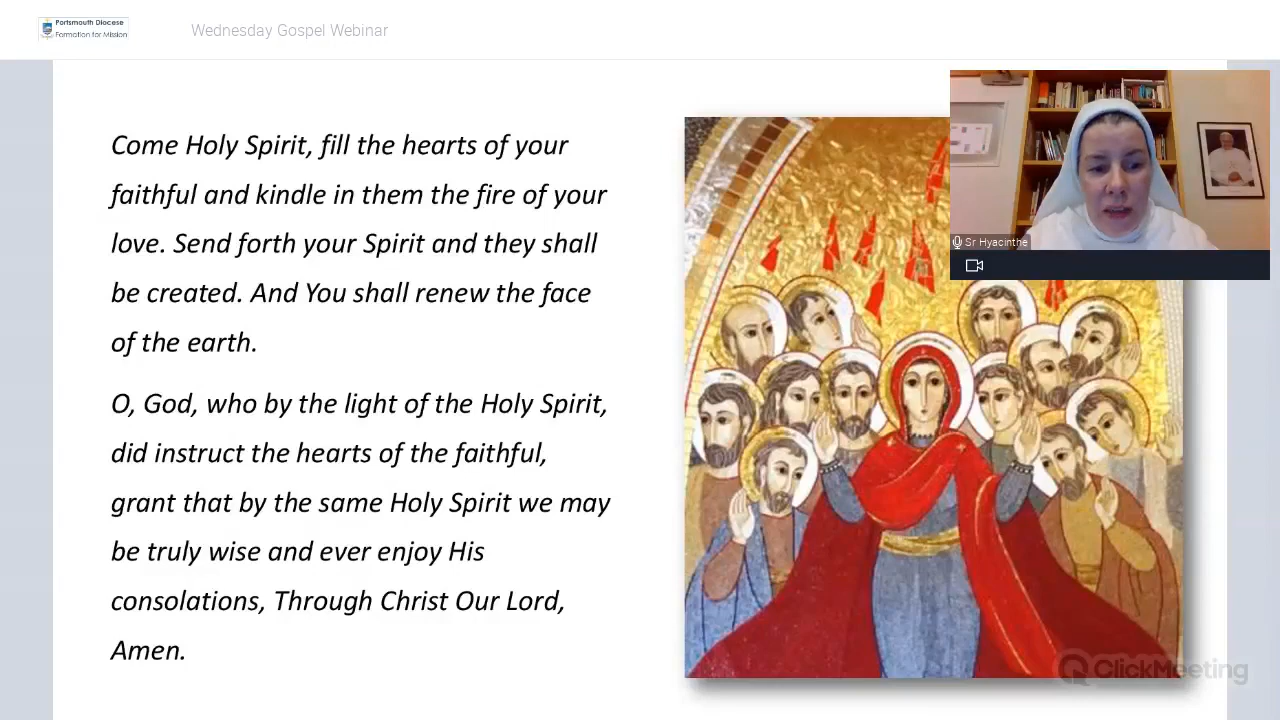 Portsmouth Diocese
Formation for Mission
Wednesday Gospel Webinar
Come Holy Spirit, fill the hearts of your
faithful and kindle in them the fire of your
love. Send forth your Spirit and they shall
be created. And You shall renew the face
of the earth.
O, God, who by the light of the Holy Spirit,
did instruct the hearts of the faithful,
grant that by the same Holy Spirit we may
be truly wise and ever enjoy His
consolations, Through Christ Our Lord,
Amen.
Sr Hyacinthe
ClickMeeting